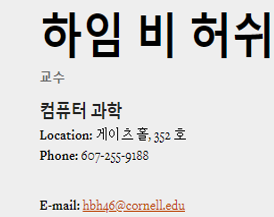 하임 비 허쉬
교수
컴퓨터 과학
Location: 게이츠 홀, 352 호
Phone: 607-255-9188
E-mail: hbh46@cornell.edu